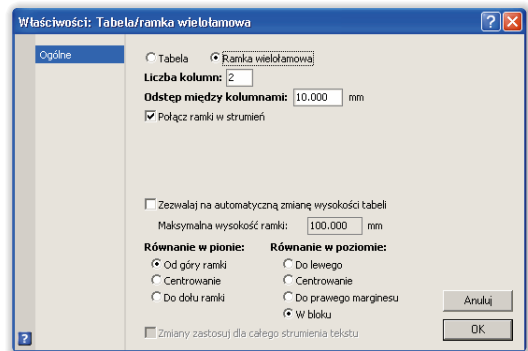 Właściwości: Tabela/ramka wielołamowa
Ogólne
Tabela Ramka wielołamowa
Liczba kolumn: 2
Odstęp między kolumnami: 10.000 mm
Połącz ramki w strumień
Zezwalaj na automatyczną zmianę wysokości tabeli
Maksymalna wysokość ramki: 100.000 mm
Równanie w pionie: Równanie w poziomie:
Od góry ramki Do lewego
Centrowanie Centrowanie
Do dołu ramki Do prawego marginesu Anuluj
W bloku
Zmiany zastosuj dla całego strumienia tekstu OK